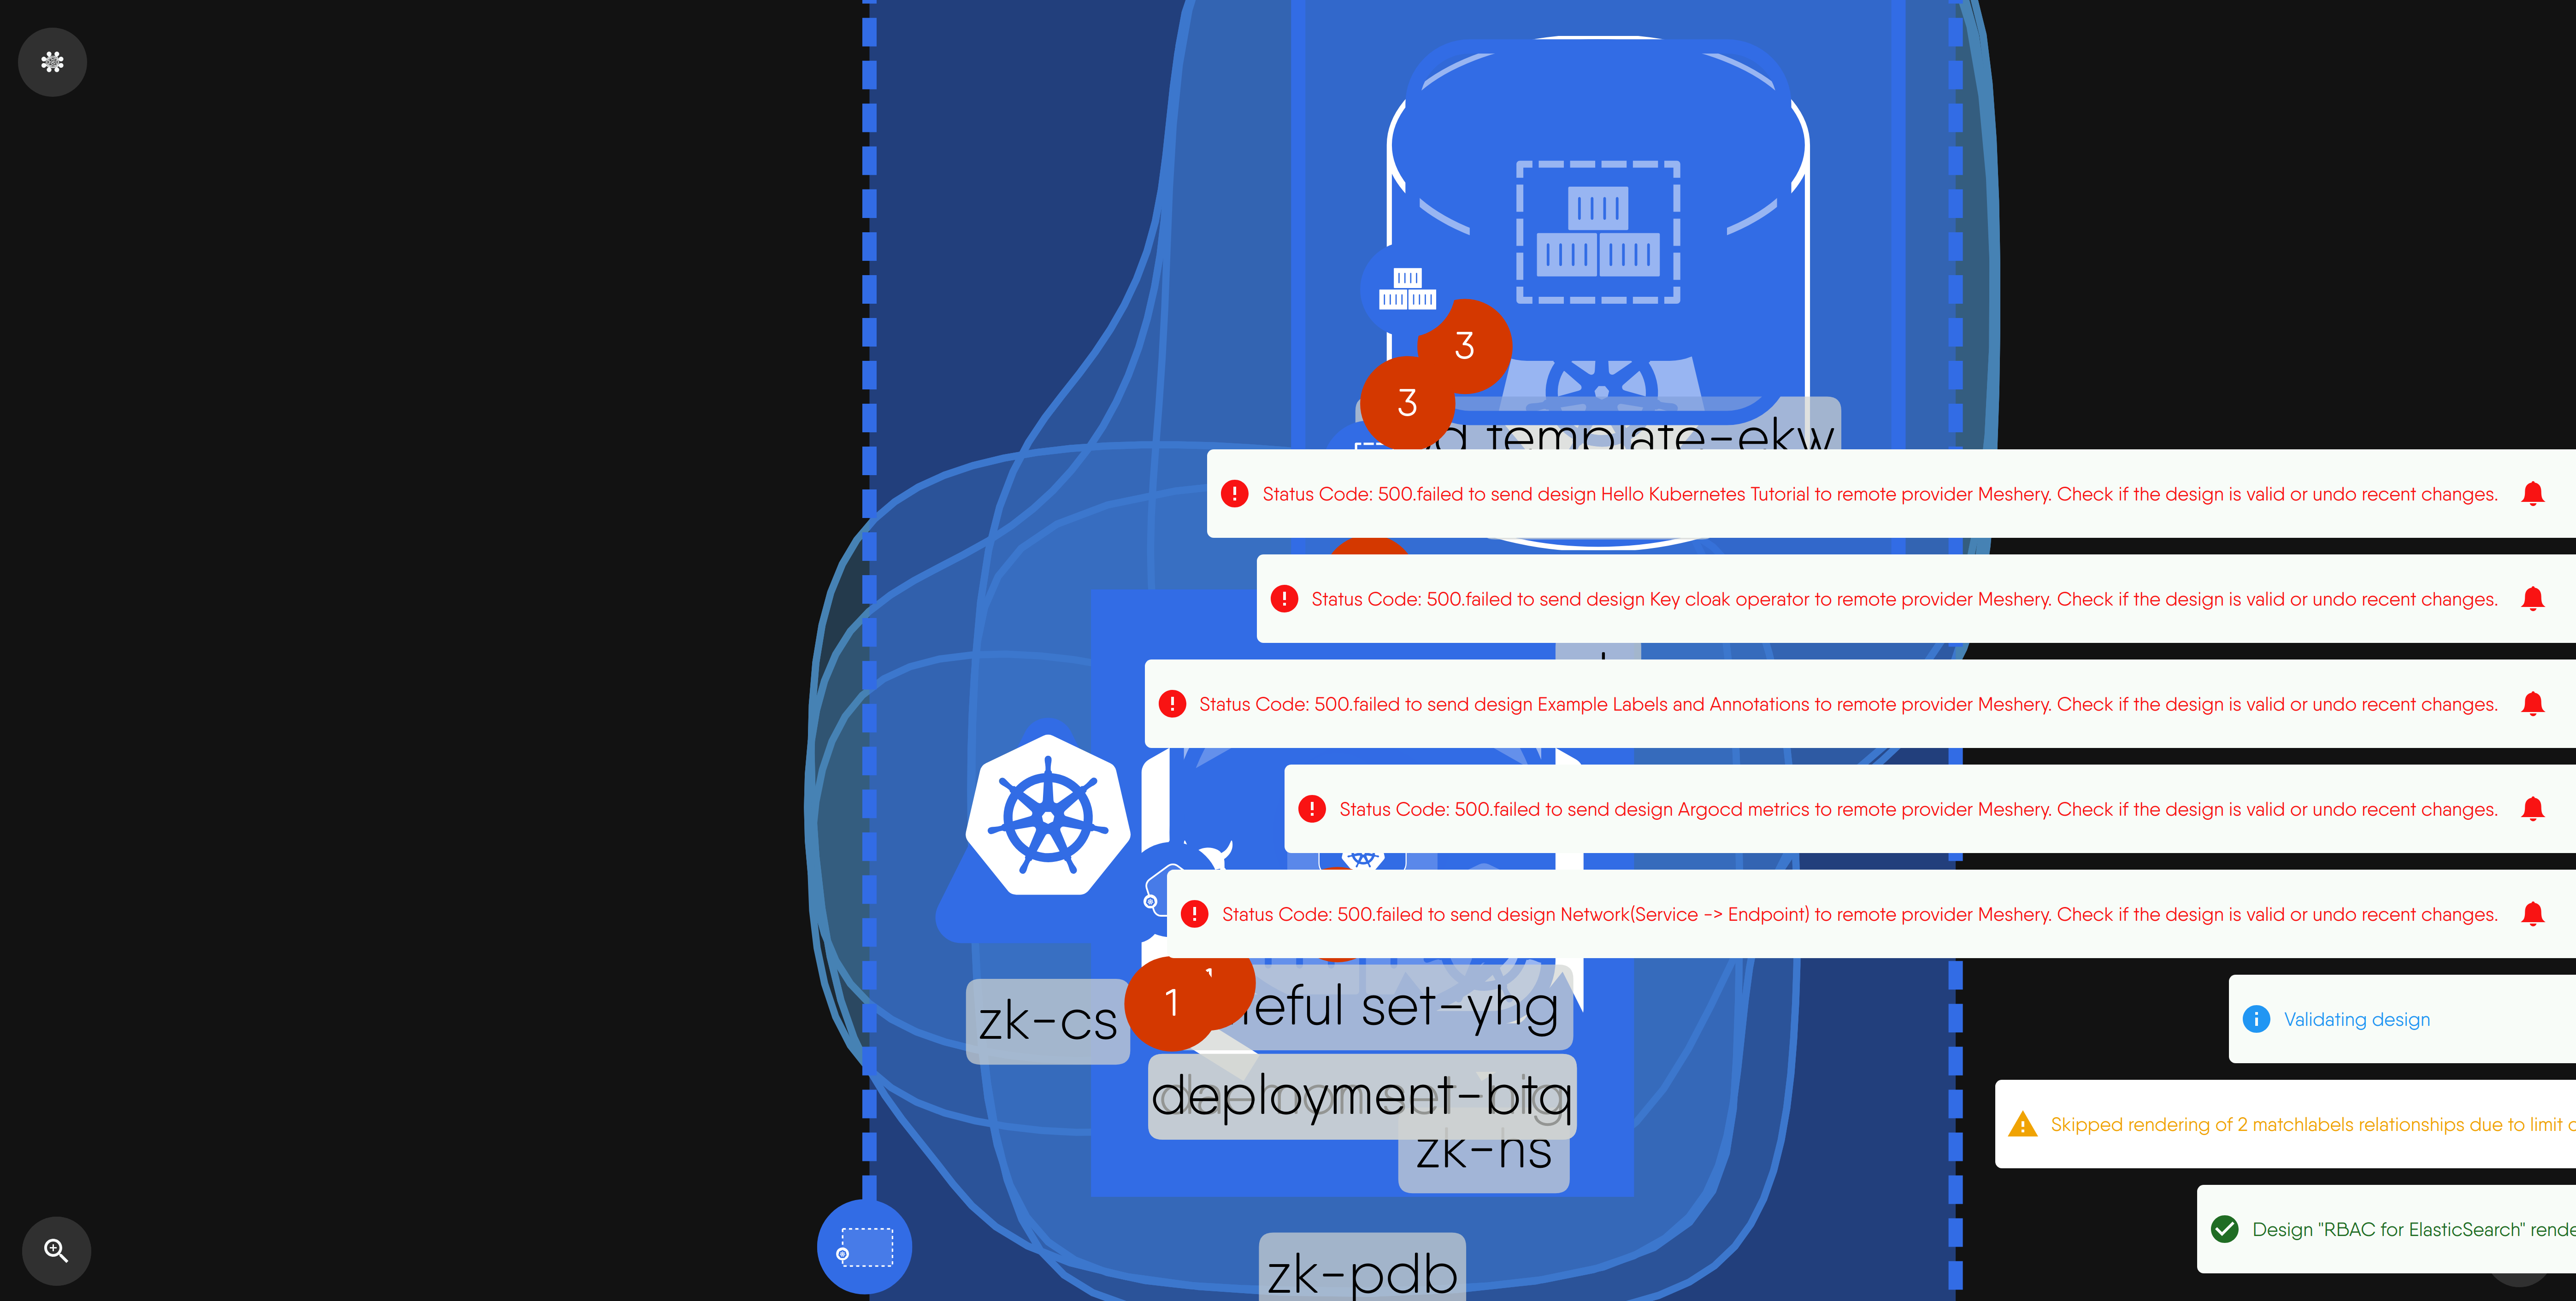 3
3
template-ekw
Status Code: 500.failed to send design Hello Kubernetes Tutorial to remote provider Meshery. Check if the design is valid or undo recent changes.
Status Code: 500.failed to send design Key cloak operator to remote provider Meshery. Check if the design is valid or undo recent changes.
Status Code: 500.failed to send design Example Labels and Annotations to remote provider Meshery. Check if the design is valid or undo recent changes.
Status Code: 500.failed to send design Argocd metrics to remote provider Meshery. Check if the design is valid or undo recent changes.
Status Code: 500.failed to send design Network(Service -> Endpoint) to remote provider Meshery. Check if the design is valid or undo recent changes.
1
1
eful set-yhg
zk-cs
Validating design
deployment-bitq
zk-hs
Skipped rendering of 2 matchlabels relationships due to limit
Design "RBAC for ElasticSearch" rende
zk-pdb